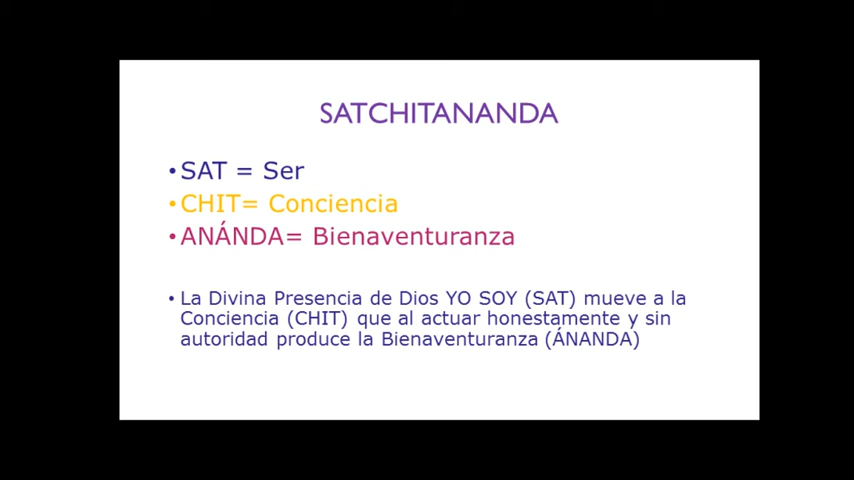 SATCHITANANDA
•SAT = Ser
•CHIT= Conciencia
•ANÁNDA= Bienaventuranza
• La Divina Presencia de Dios YO SOY (SAT) mueve a la
Conciencia (CHIT) que al actuar honestamente y sin
autoridad produce la Bienaventuranza (ÁNANDA)